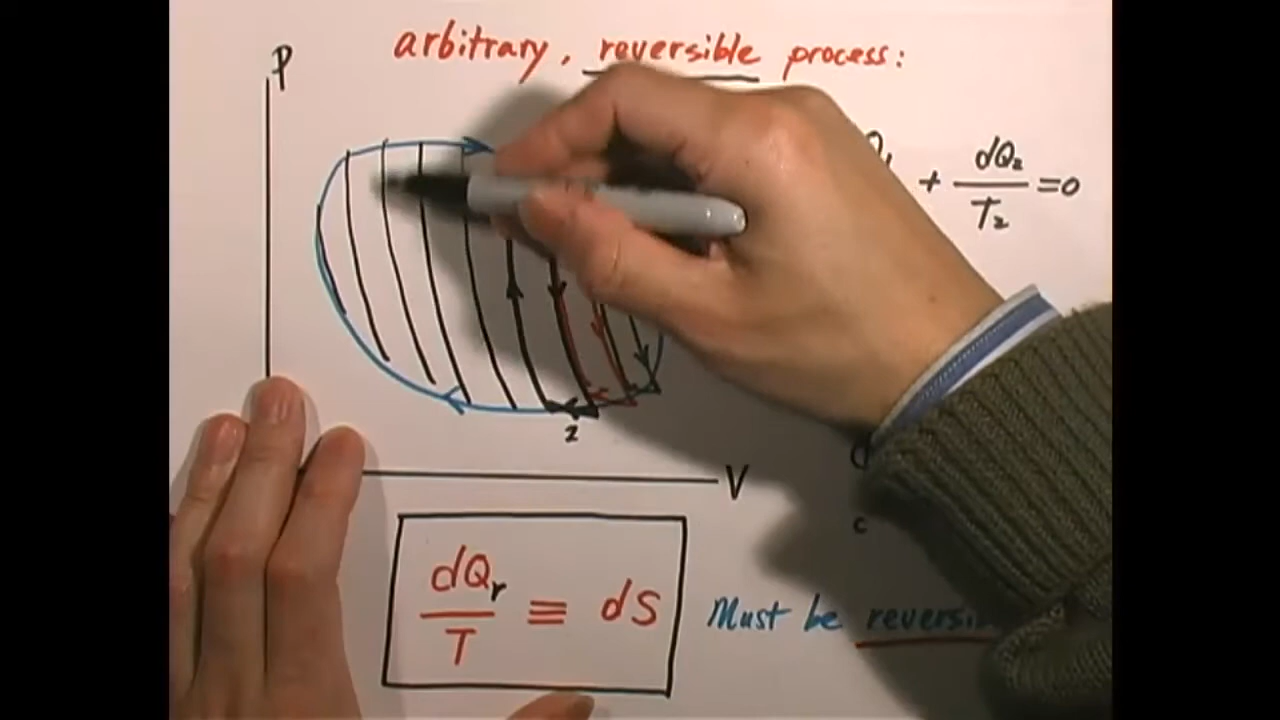 arbitrary, reversible process:
P
+ dQ₂/T₂ = 0
2
V
c
dQr/T ≡ dS
Must be